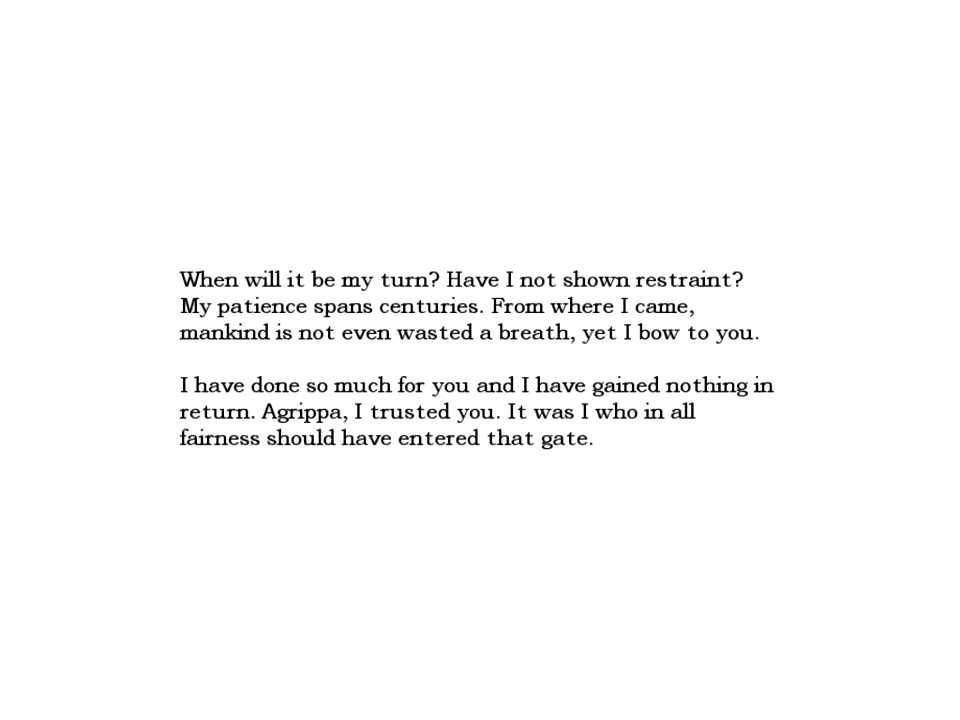 When will it be my turn? Have I not shown restraint?
My patience spans centuries. From where I came,
mankind is not even wasted a breath, yet I bow to you.

I have done so much for you and I have gained nothing in
return. Agrippa, I trusted you. It was I who in all
fairness should have entered that gate.